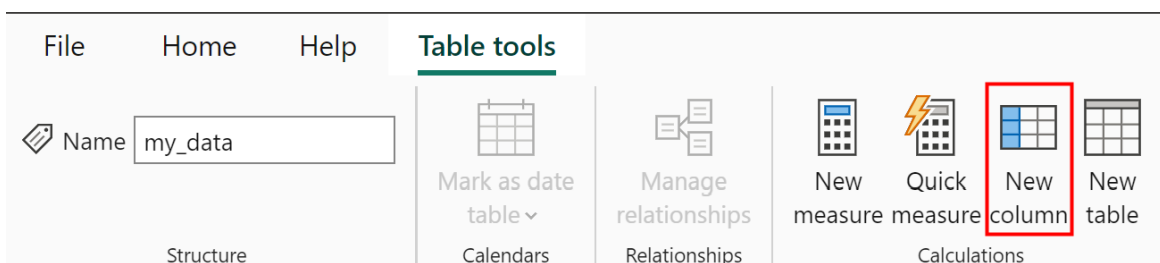 File Home Help Table tools
Name my_data
Mark as date
table
Manage
relationships
New
measure
Quick
measure
New
column
New
table
Structure Calendars Relationships Calculations